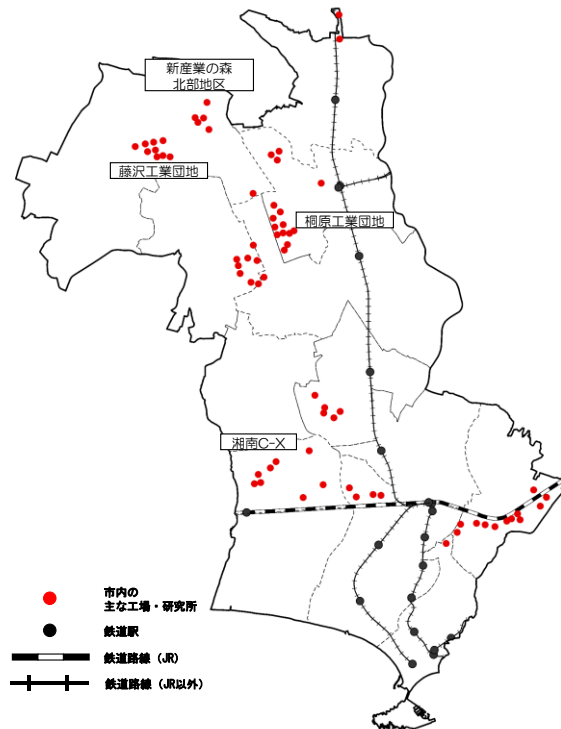 新産業の森
北部地区
藤沢工業団地
桐原工業団地
湘南C-X
市内の
主な工場・研究所
鉄道駅
鉄道路線（JR）
鉄道路線（JR以外）